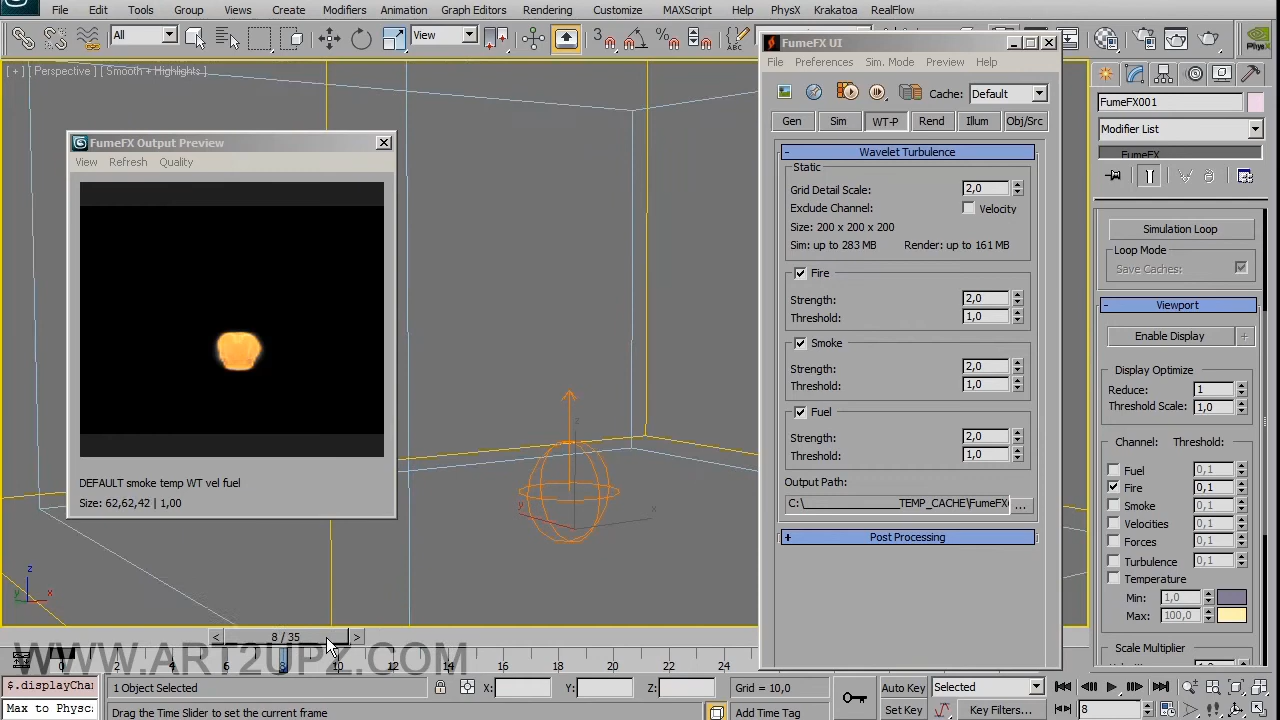 File Edit Tools Group Views Create Modifiers Animation Graph Editors Rendering Customize MAXScript Help PhysX Krakatoa RealFlow
All View
[ + ] [ Perspective ] [ Smooth + Highlights ]
FumeFX Output Preview
View Refresh Quality
DEFAULT smoke temp WT vel fuel
Size: 62,62,42 | 1,00
FumeFX UI
File Preferences Sim. Mode Preview Help
Cache: Default
Gen Sim WT-P Rend Illum Obj/Src
- Wavelet Turbulence
Static
Grid Detail Scale: 2,0
Exclude Channel: Velocity
Size: 200 x 200 x 200
Sim: up to 283 MB Render: up to 161 MB
Fire
Strength: 2,0
Threshold: 1,0
Smoke
Strength: 2,0
Threshold: 1,0
Fuel
Strength: 2,0
Threshold: 1,0
Output Path:
C:\________________TEMP_CACHE\FumeFX ...
+ Post Processing
FumeFX001
Modifier List
FumeFX
Simulation Loop
Loop Mode
Save Caches:
- Viewport
Enable Display +
Display Optimize
Reduce: 1
Threshold Scale: 1,0
Channel: Threshold:
Fuel 0,1
Fire 0,1
Smoke 0,1
Velocities 0,1
Forces 0,1
Turbulence 0,1
Temperature
Min: 1,0
Max: 100,0
Scale Multiplier
z
y
x
z
y
x
< 8 / 35 >
0 2 4 6 8 10 12 14 16 18 20 22 24
WWW.ART2UPZ.COM
$.displayChan
Max to Physcs
1 Object Selected X: Y: Z: Grid = 10,0
Drag the Time Slider to set the current frame Add Time Tag
Auto Key Selected
Set Key Key Filters... 8